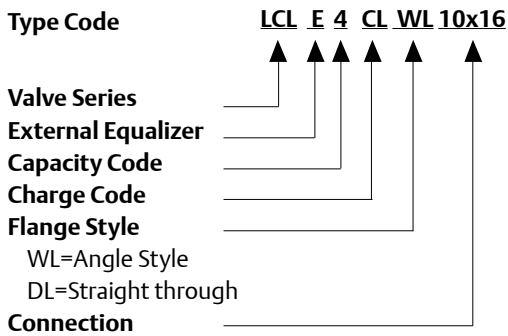 Type Code LCL E 4 CL WL 10x16
Valve Series
External Equalizer
Capacity Code
Charge Code
Flange Style
WL=Angle Style
DL=Straight through
Connection